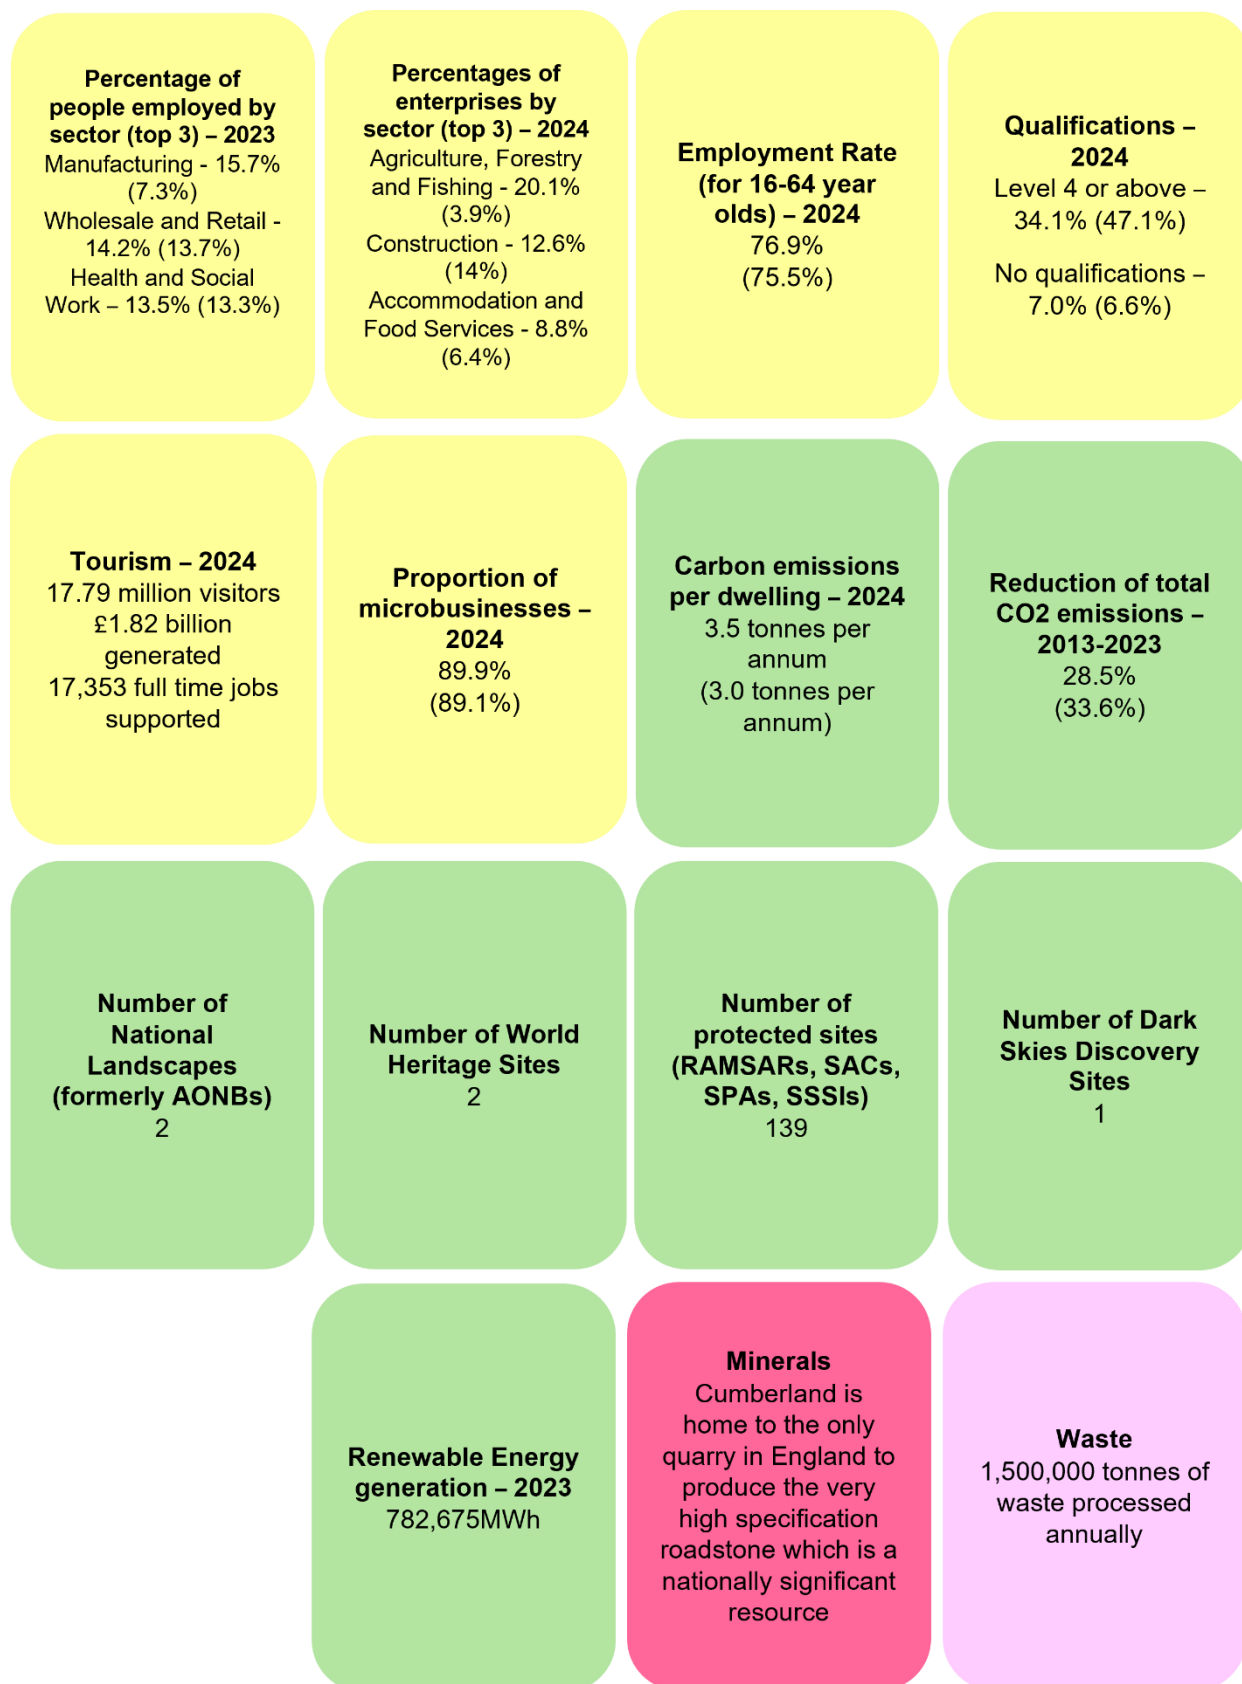 Percentage of
people employed by
sector (top 3) – 2023
Manufacturing - 15.7%
(7.3%)
Wholesale and Retail -
14.2% (13.7%)
Health and Social
Work – 13.5% (13.3%)
Percentages of
enterprises by
sector (top 3) – 2024
Agriculture, Forestry
and Fishing - 20.1%
(3.9%)
Construction - 12.6%
(14%)
Accommodation and
Food Services - 8.8%
(6.4%)
Employment Rate
(for 16-64 year
olds) – 2024
76.9%
(75.5%)
Qualifications –
2024
Level 4 or above –
34.1% (47.1%)
No qualifications –
7.0% (6.6%)
Tourism – 2024
17.79 million visitors
£1.82 billion
generated
17,353 full time jobs
supported
Proportion of
microbusinesses –
2024
89.9%
(89.1%)
Carbon emissions
per dwelling – 2024
3.5 tonnes per
annum
(3.0 tonnes per
annum)
Reduction of total
CO2 emissions –
2013-2023
28.5%
(33.6%)
Number of
National
Landscapes
(formerly AONBs)
2
Number of World
Heritage Sites
2
Number of
protected sites
(RAMSARs, SACs,
SPAs, SSSIs)
139
Number of Dark
Skies Discovery
Sites
1
Renewable Energy
generation – 2023
782,675MWh
Minerals
Cumberland is
home to the only
quarry in England to
produce the very
high specification
roadstone which is a
nationally significant
resource
Waste
1,500,000 tonnes of
waste processed
annually